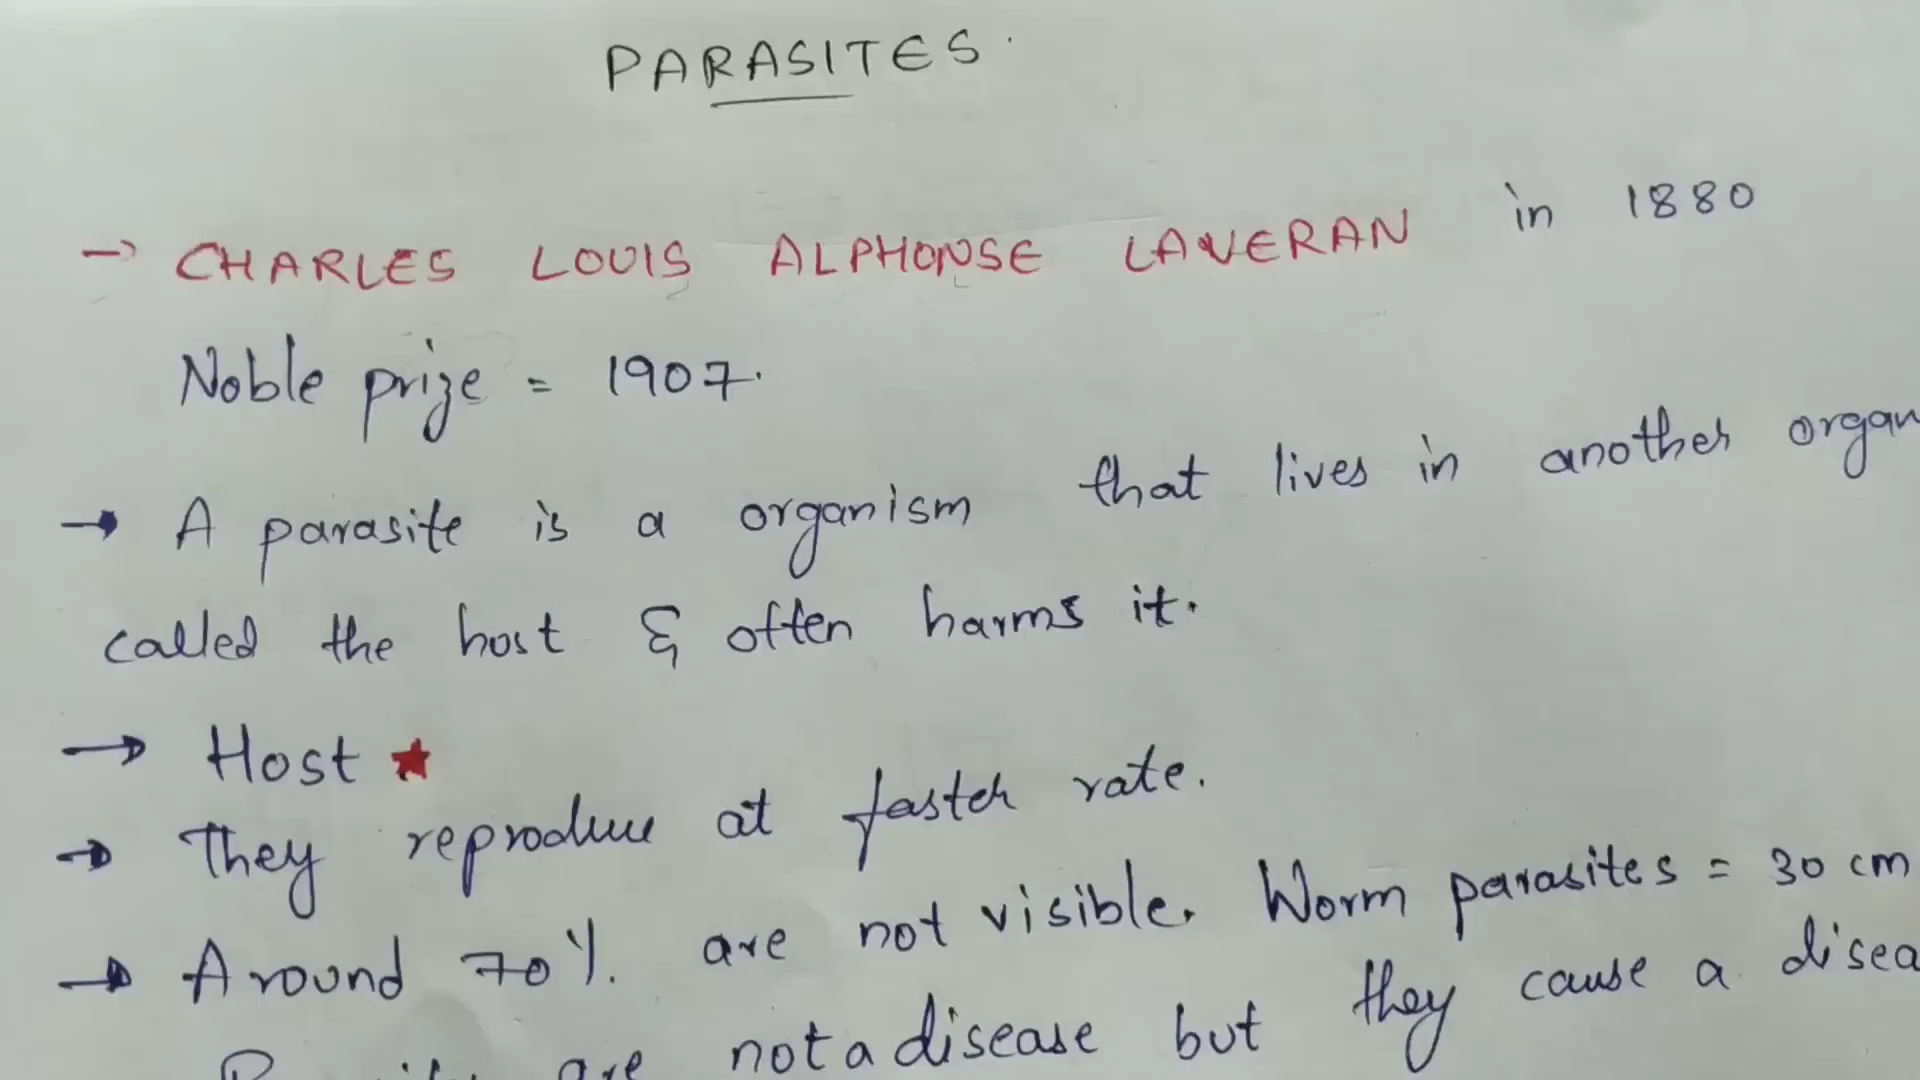 PARASITES.
→ CHARLES LOUIS ALPHONSE LAVERAN in 1880
Noble prize = 1907.
→ A parasite is a organism that lives in another organ
called the host & often harms it.
→ Host ★
→ They reproduce at faster rate.
→ Around 70%. are not visible. Worm parasites = 30 cm
are not a disease but they cause a disea